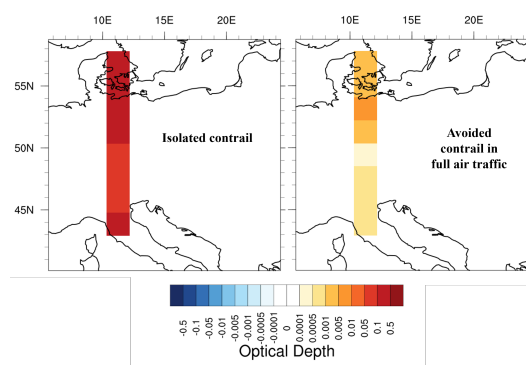 10E 15E 20E 10E 15E 20E
55N
50N
45N
Isolated contrail
Avoided
contrail in
full air traffic
-0.5 -0.1 -0.05 -0.01 -0.005 -0.001 -0.0005 -0.0001 0 0.0001 0.0005 0.001 0.005 0.01 0.05 0.1 0.5
Optical Depth